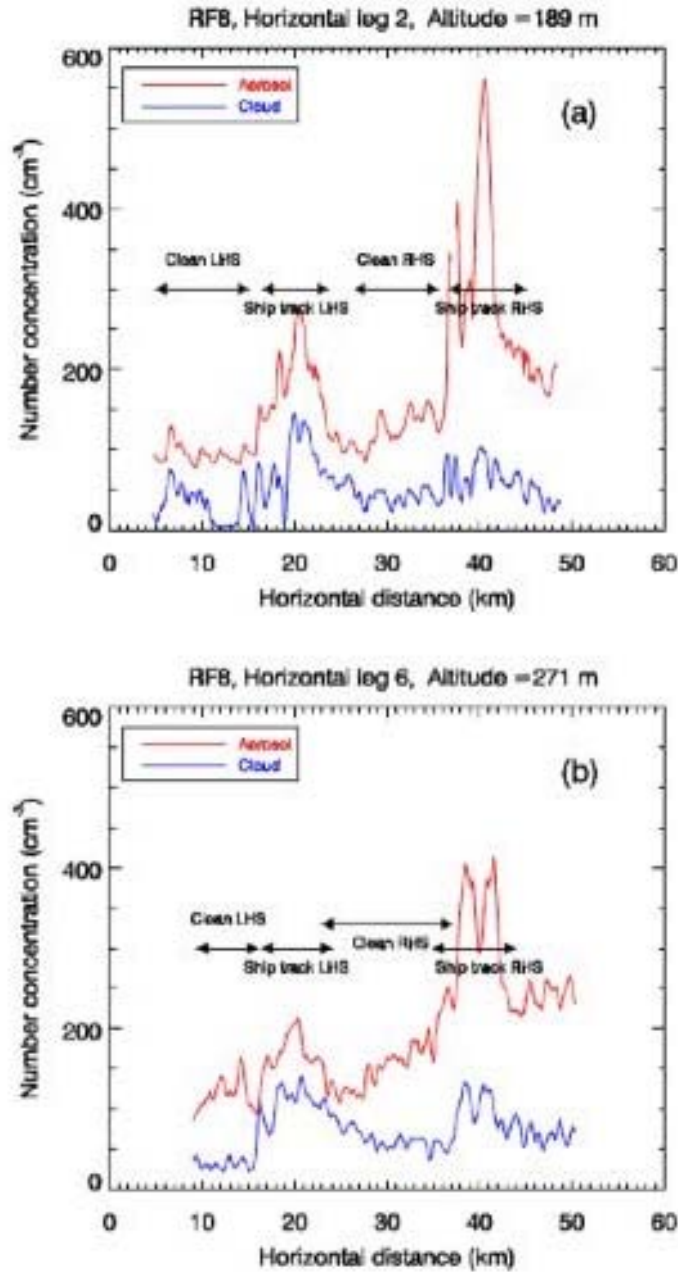 RF8, Horizontal leg 2, Altitude =189 m
600
400
200
0
Number concentration (cm⁻³)
Aerosol
Cloud
(a)
Clean LHS
Clean RHS
Ship track LHS
Ship track RHS
0 10 20 30 40 50 60
Horizontal distance (km)
RF8, Horizontal leg 6, Altitude =271 m
600
400
200
0
Number concentration (cm⁻³)
Aerosol
Cloud
(b)
Clean LHS
Clean RHS
Ship track LHS
Ship track RHS
0 10 20 30 40 50 60
Horizontal distance (km)